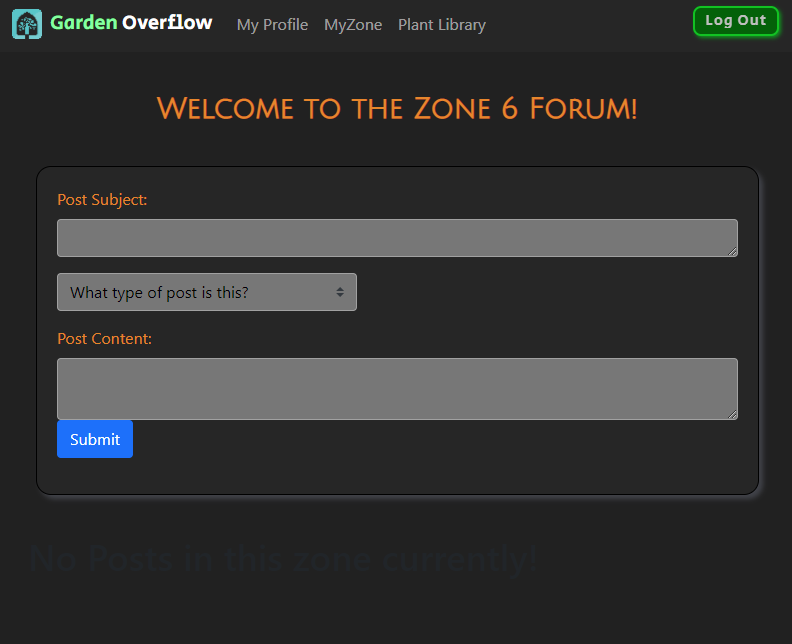 Garden Overflow My Profile MyZone Plant Library Log Out
Welcome to the Zone 6 Forum!
Post Subject:
What type of post is this?
Post Content:
Submit
No Posts in this zone currently!